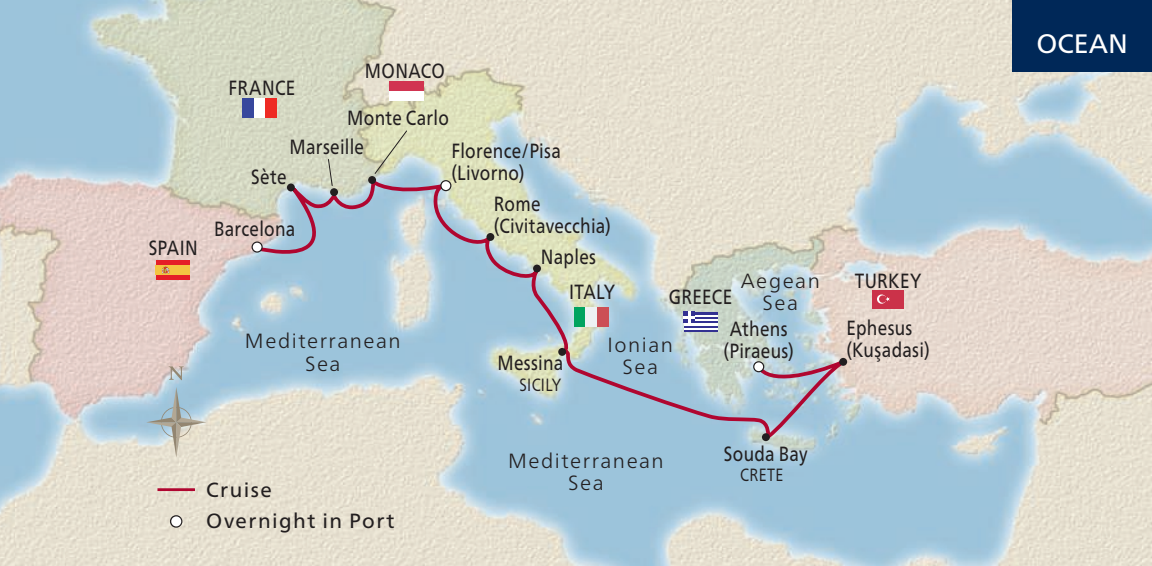 OCEAN
FRANCE
MONACO
Monte Carlo
Marseille
Sète
Florence/Pisa
(Livorno)
Rome
(Civitavecchia)
Barcelona
SPAIN
Naples
ITALY
GREECE
Aegean
Sea
TURKEY
Athens
(Piraeus)
Ephesus
(Kuşadasi)
Mediterranean
Sea
Ionian
Sea
Messina
SICILY
N
Mediterranean
Sea
Souda Bay
CRETE
Cruise
Overnight in Port